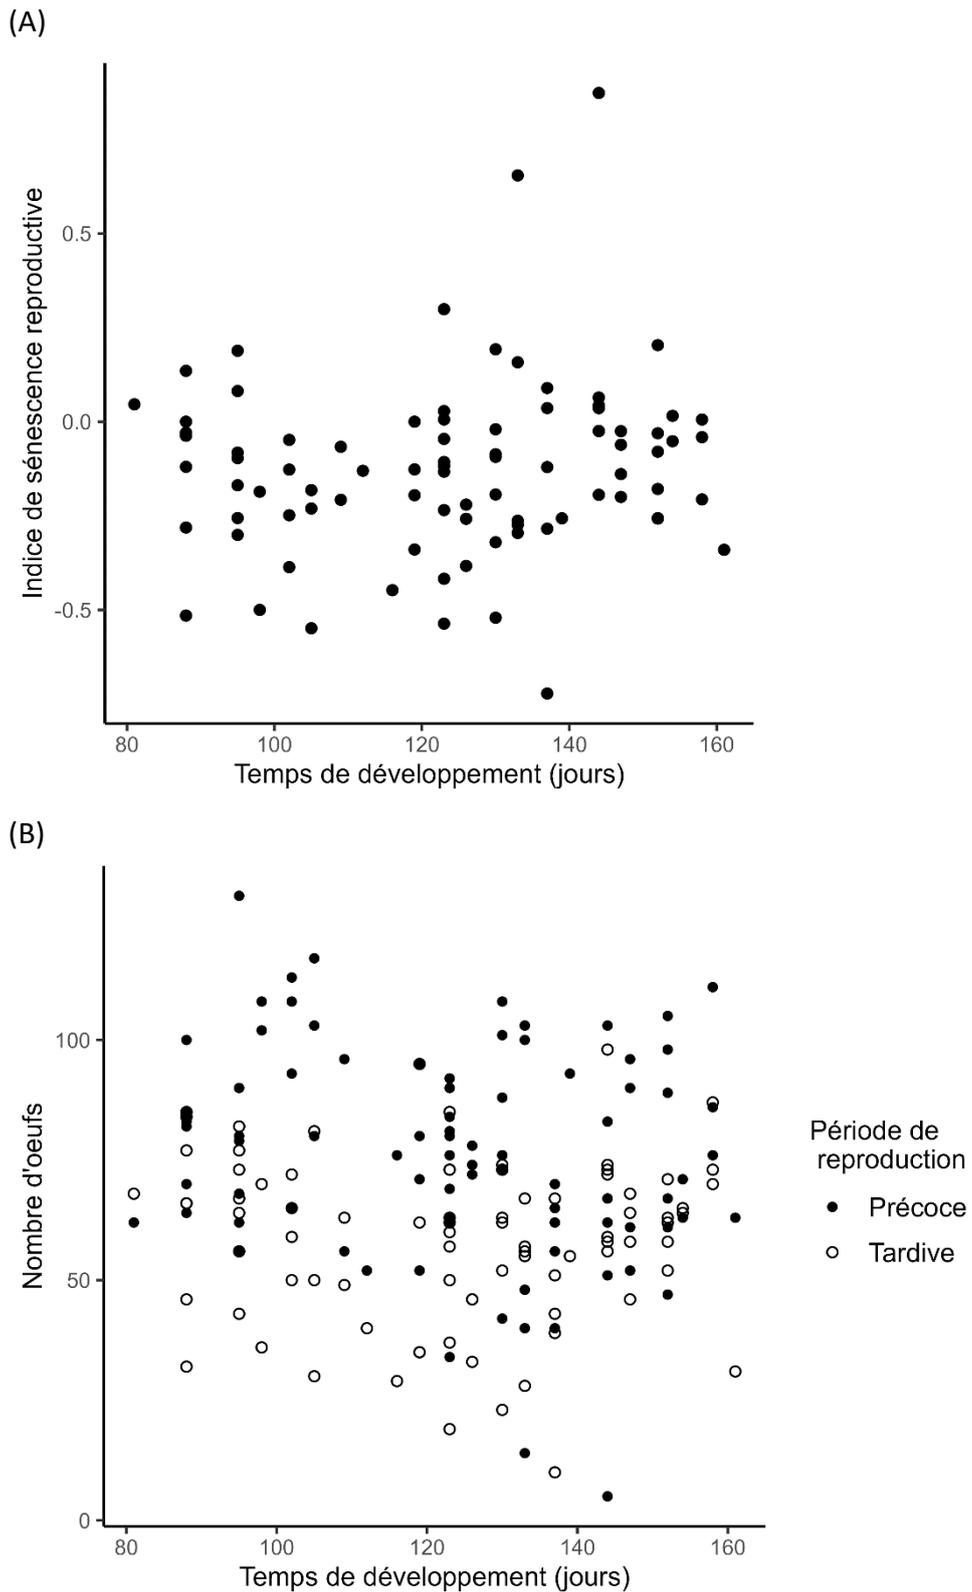 (A)
Indice de sénescence reproductive
0.5
0.0
-0.5
80 100 120 140 160
Temps de développement (jours)
(B)
Nombre d'oeufs
100
50
0
80 100 120 140 160
Temps de développement (jours)
Période de
reproduction
Précoce
Tardive